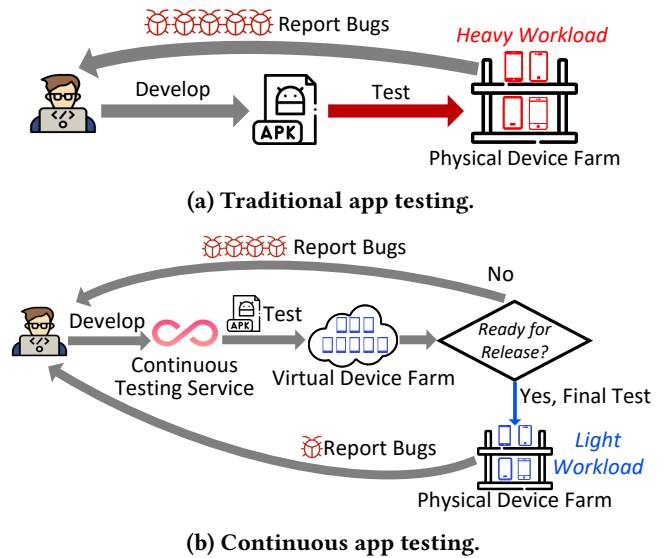 Report Bugs
Heavy Workload
Develop
Test
</>
APK
Physical Device Farm
(a) Traditional app testing.
Report Bugs
No
Develop
APK
Test
Ready for
Release?
</>
Continuous
Testing Service
Virtual Device Farm
Yes, Final Test
Report Bugs
Light
Workload
Physical Device Farm
(b) Continuous app testing.